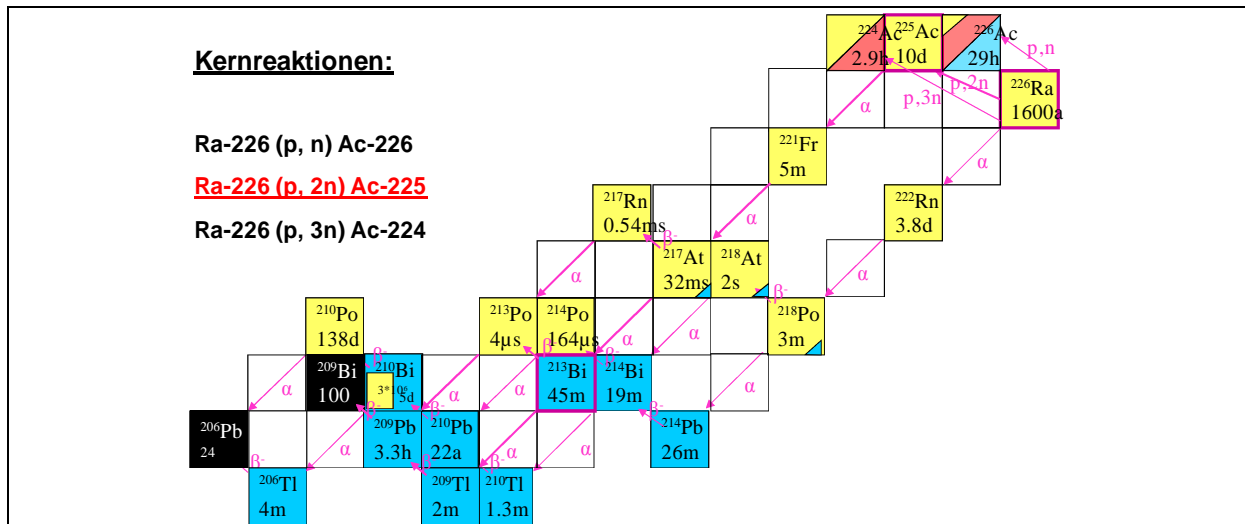 Kernreaktionen:
Ra-226 (p, n) Ac-226
Ra-226 (p, 2n) Ac-225
Ra-226 (p, 3n) Ac-224
²²⁴Ac ²²⁵Ac ²²⁶Ac
2.9h 10d 29h
p,n
p,2n
p,3n
²²⁶Ra
1600a
α
²²¹Fr
5m
α
²¹⁷Rn ²²²Rn
0.54ms 3.8d
α
β-
²¹⁷At ²¹⁸At
32ms 2s
α α
β-
²¹⁰Po ²¹³Po ²¹⁴Po ²¹⁸Po
138d 4µs 164µs 3m
α α
β- β- β-
²⁰⁹Bi ²¹⁰Bi ²¹³Bi ²¹⁴Bi
100 3*10⁶ 5d 45m 19m
α α α α
β- β- β-
²⁰⁶Pb ²⁰⁹Pb ²¹⁰Pb ²¹⁴Pb
24 3.3h 22a 26m
α α α
β- β- β-
²⁰⁶Tl ²⁰⁹Tl ²¹⁰Tl
4m 2m 1.3m